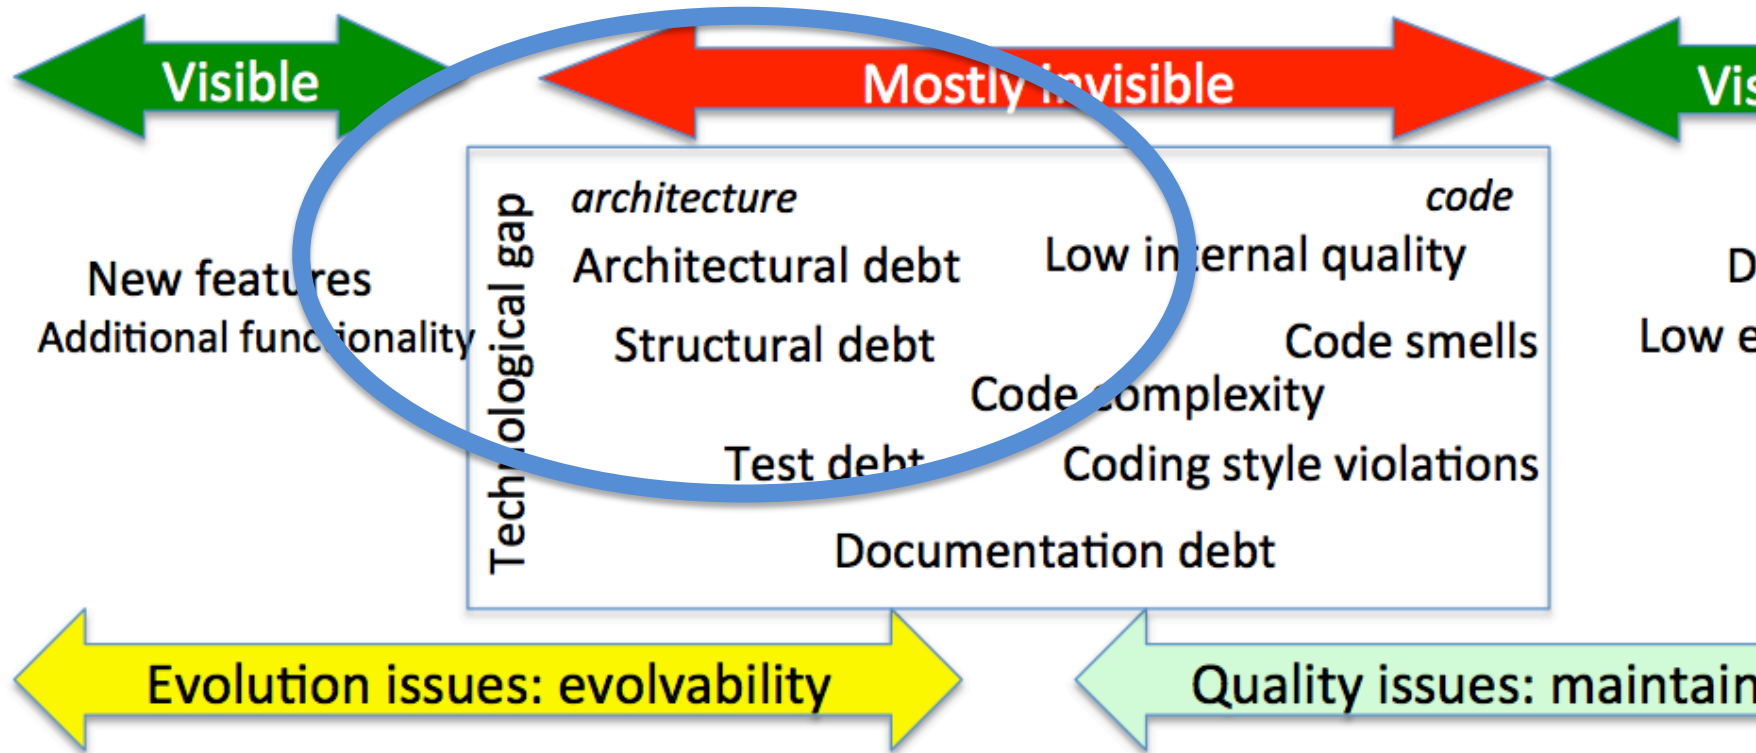 Visible
Mostly invisible
Vis
architecture
code
Technological gap
New features
Additional functionality
Architectural debt
Low internal quality
Structural debt
Code smells
Code complexity
Test debt
Coding style violations
Documentation debt
D
Low e
Evolution issues: evolvability
Quality issues: maintain